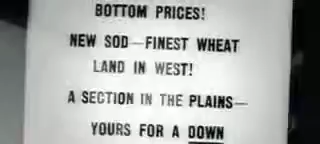 BOTTOM PRICES!
NEW SOD—FINEST WHEAT
LAND IN WEST!
A SECTION IN THE PLAINS—
YOURS FOR A DOWN